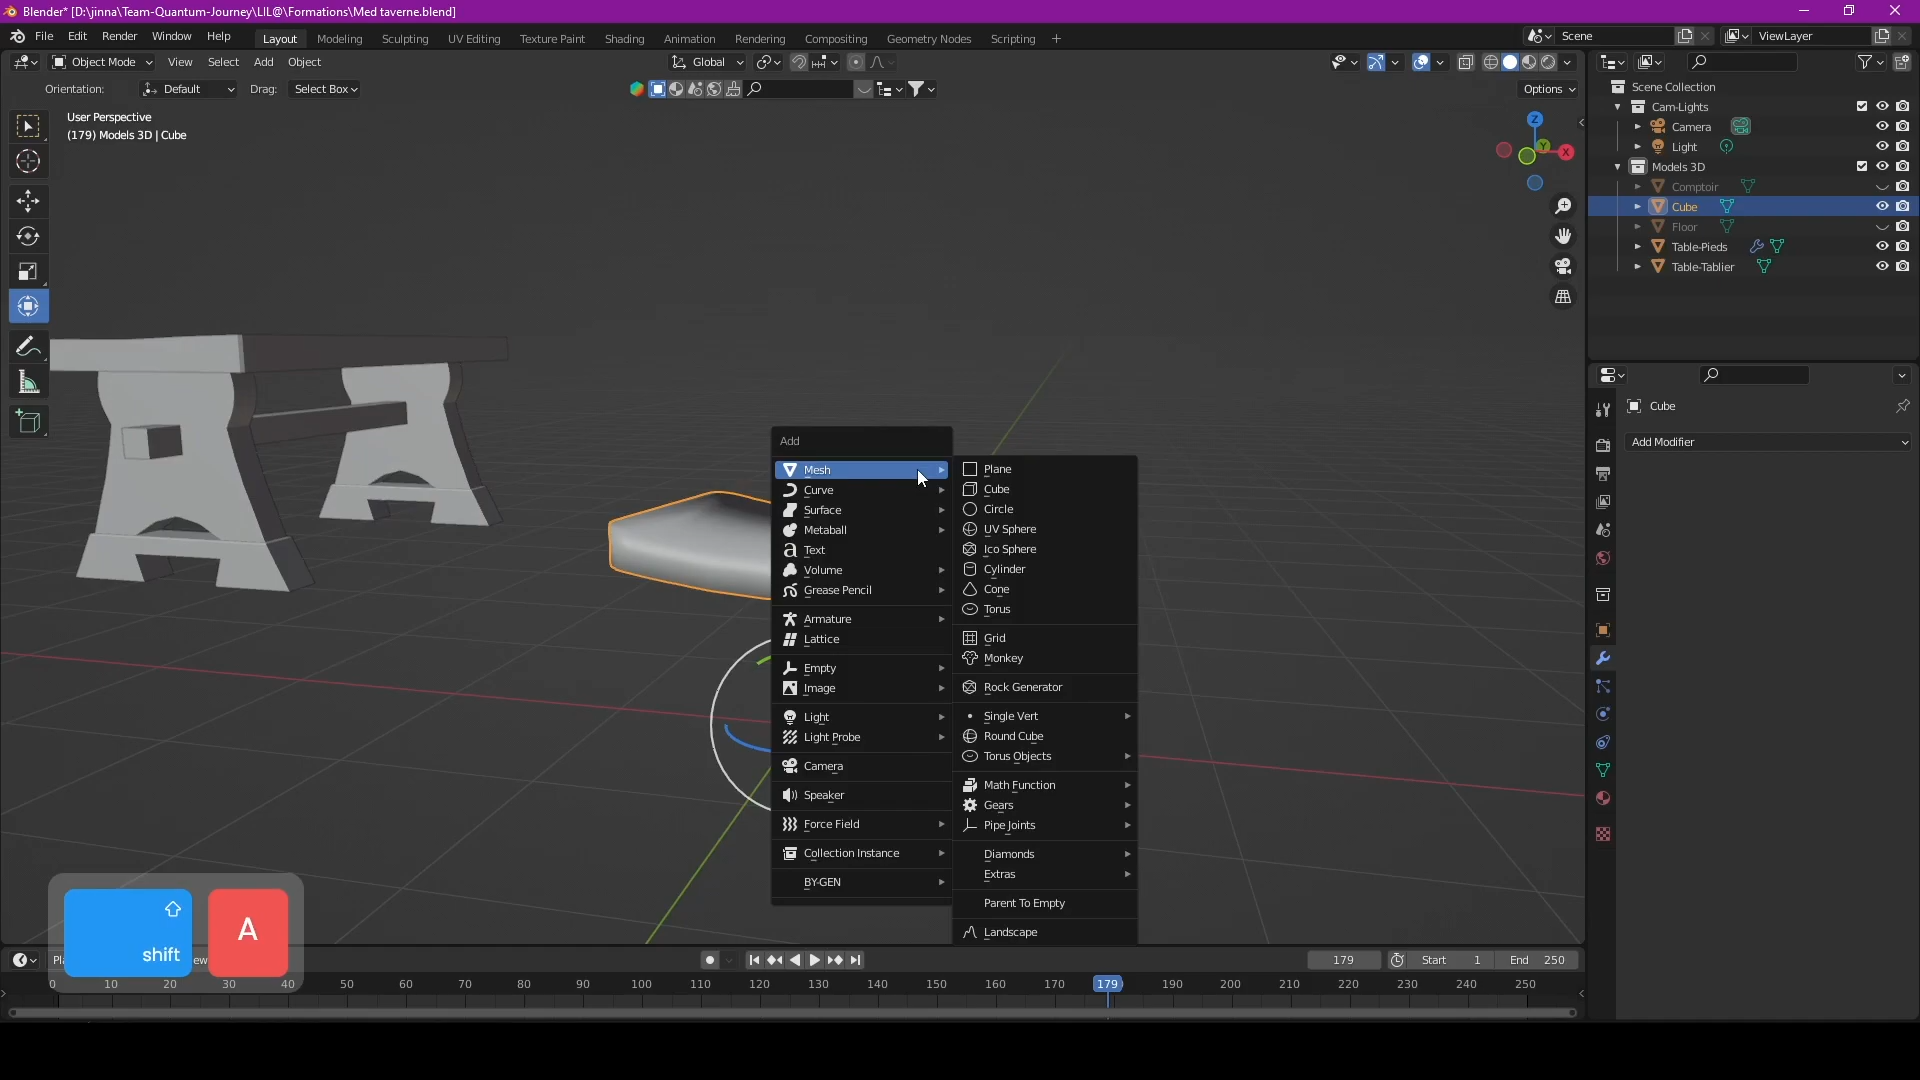 Blender* [D:\jinna\Team-Quantum-Journey\LIL@\Formations\Med taverne.blend]
File Edit Render Window Help Layout Modeling Sculpting UV Editing Texture Paint Shading Animation Rendering Compositing Geometry Nodes Scripting + Scene ViewLayer
Object Mode View Select Add Object Global
Orientation: Default Drag: Select Box Options
User Perspective
(179) Models 3D | Cube
Z
Y
X
Scene Collection
Cam-Lights
Camera
Light
Models 3D
Comptoir
Cube
Floor
Table-Pieds
Table-Tablier
Cube
Add Modifier
Add
Mesh
Curve
Surface
Metaball
Text
Volume
Grease Pencil
Armature
Lattice
Empty
Image
Light
Light Probe
Camera
Speaker
Force Field
Collection Instance
BY-GEN
Plane
Cube
Circle
UV Sphere
Ico Sphere
Cylinder
Cone
Torus
Grid
Monkey
Rock Generator
Single Vert
Round Cube
Torus Objects
Math Function
Gears
Pipe Joints
Diamonds
Extras
Parent To Empty
Landscape
shift
A
179 Start 1 End 250
0 10 20 30 40 50 60 70 80 90 100 110 120 130 140 150 160 170 179 190 200 210 220 230 240 250